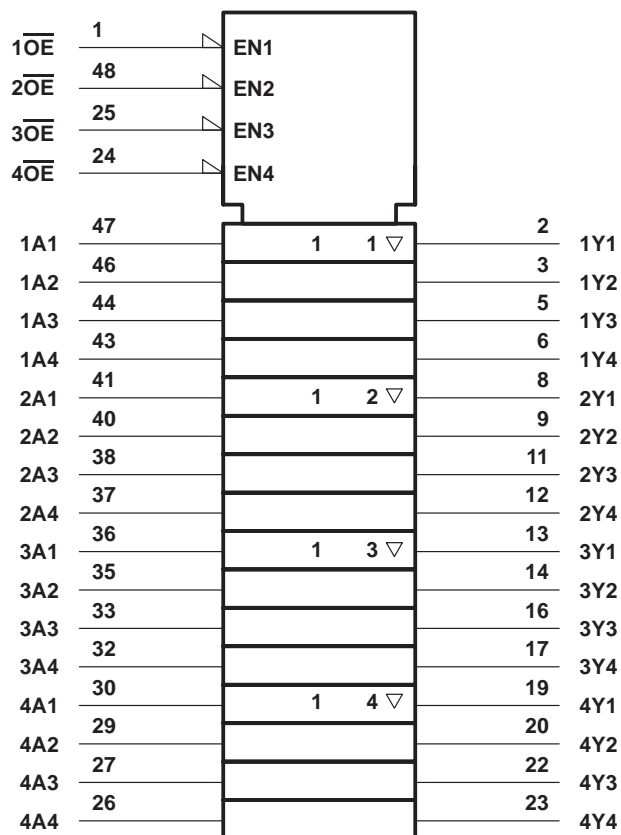 1O̅E̅ 1 EN1
2O̅E̅ 48 EN2
3O̅E̅ 25 EN3
4O̅E̅ 24 EN4
1A1 47 1 1 ▽ 2 1Y1
1A2 46 3 1Y2
1A3 44 5 1Y3
1A4 43 6 1Y4
2A1 41 1 2 ▽ 8 2Y1
2A2 40 9 2Y2
2A3 38 11 2Y3
2A4 37 12 2Y4
3A1 36 1 3 ▽ 13 3Y1
3A2 35 14 3Y2
3A3 33 16 3Y3
3A4 32 17 3Y4
4A1 30 1 4 ▽ 19 4Y1
4A2 29 20 4Y2
4A3 27 22 4Y3
4A4 26 23 4Y4